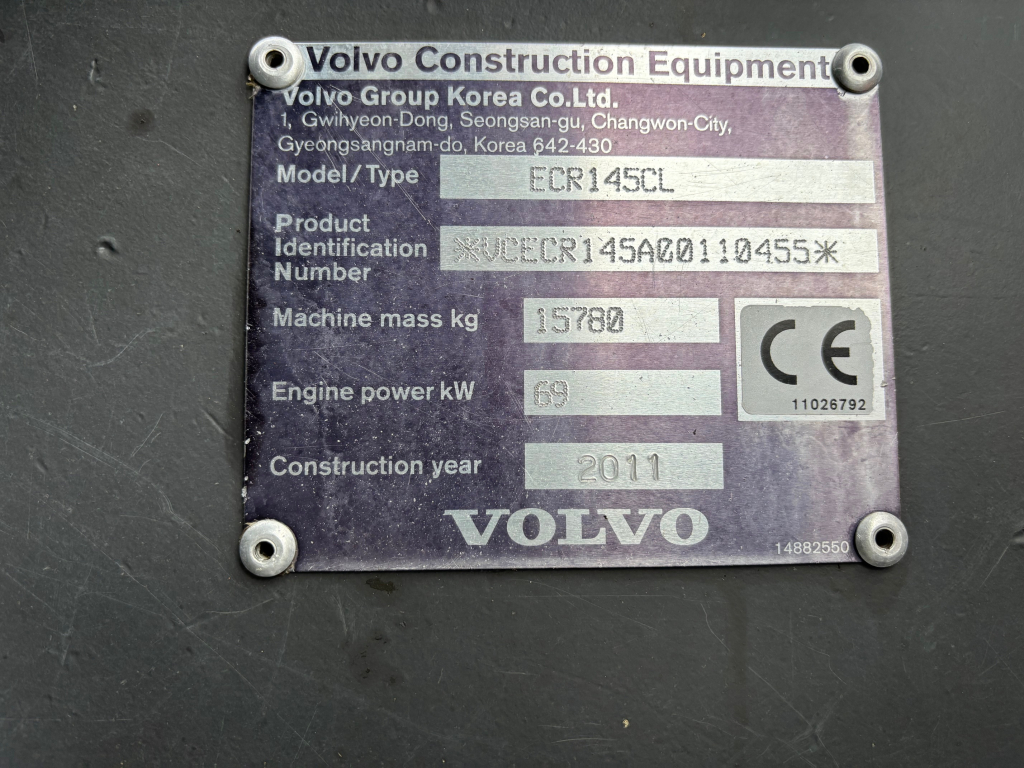 Volvo Construction Equipment
Volvo Group Korea Co.Ltd.
1, Gwihyeon-Dong, Seongsan-gu, Changwon-City,
Gyeongsangnam-do, Korea 642-430
Model/Type ECR145CL
Product
Identification
Number
*VCECR145A00110455*
Machine mass kg 15780
CE
Engine power kW 69
11026792
Construction year 2011
VOLVO
14882550